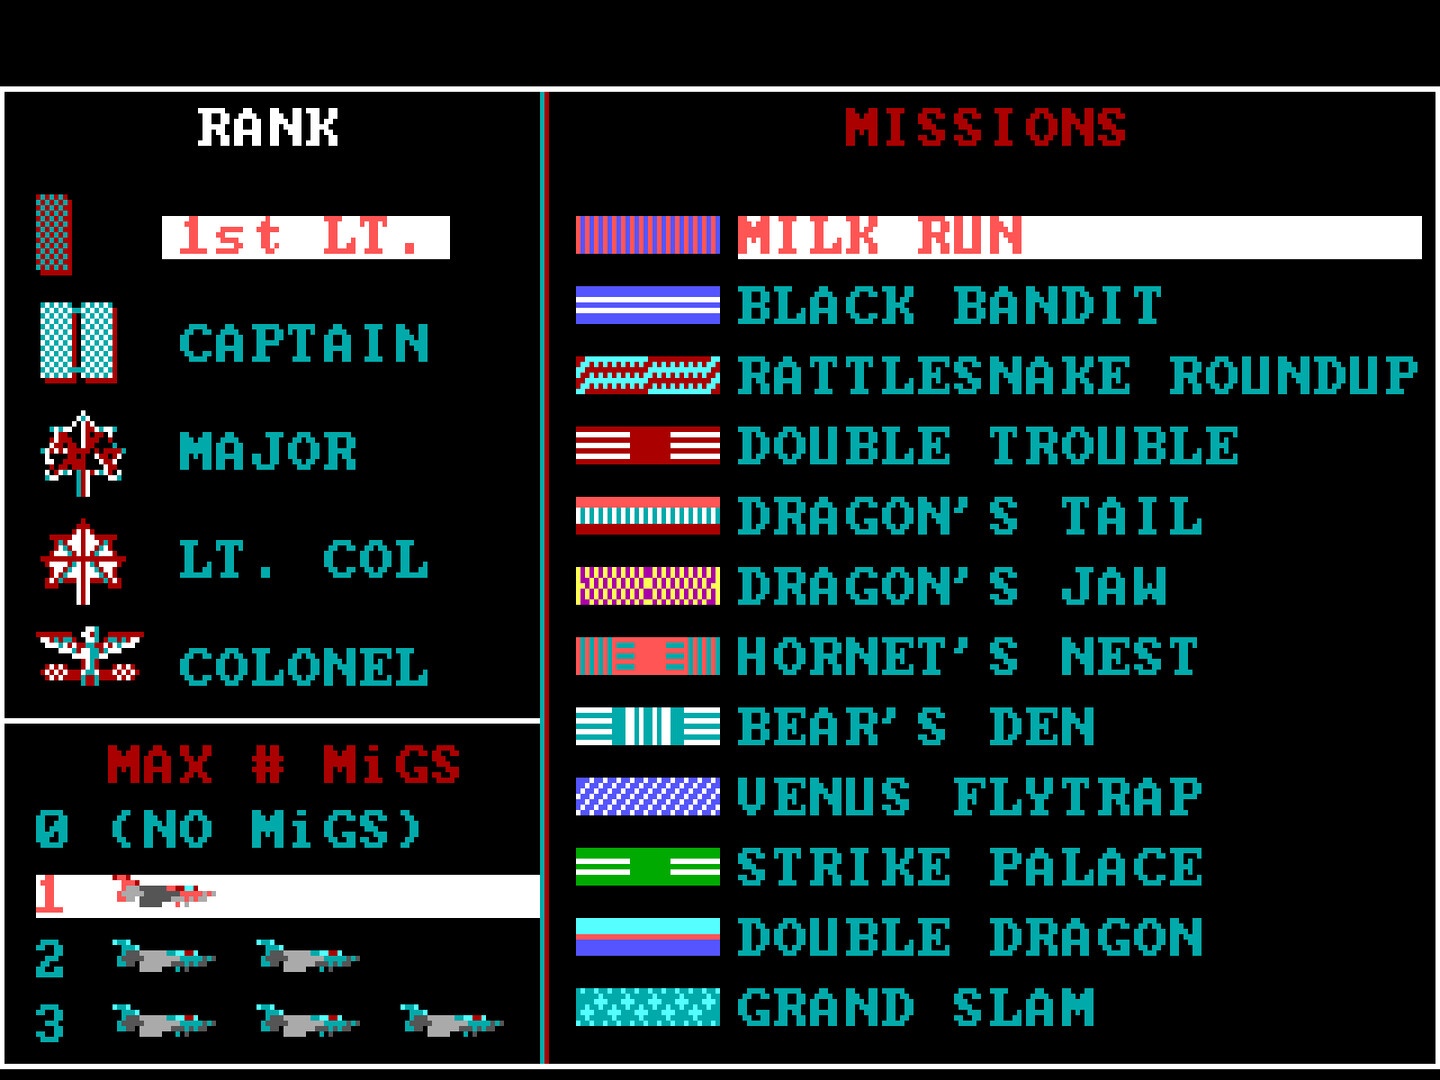 RANK
1st LT.
CAPTAIN
MAJOR
LT. COL
COLONEL
MAX # MiGS
0 (NO MiGS)
1
2
3
MISSIONS
MILK RUN
BLACK BANDIT
RATTLESNAKE ROUNDUP
DOUBLE TROUBLE
DRAGON'S TAIL
DRAGON'S JAW
HORNET'S NEST
BEAR'S DEN
VENUS FLYTRAP
STRIKE PALACE
DOUBLE DRAGON
GRAND SLAM